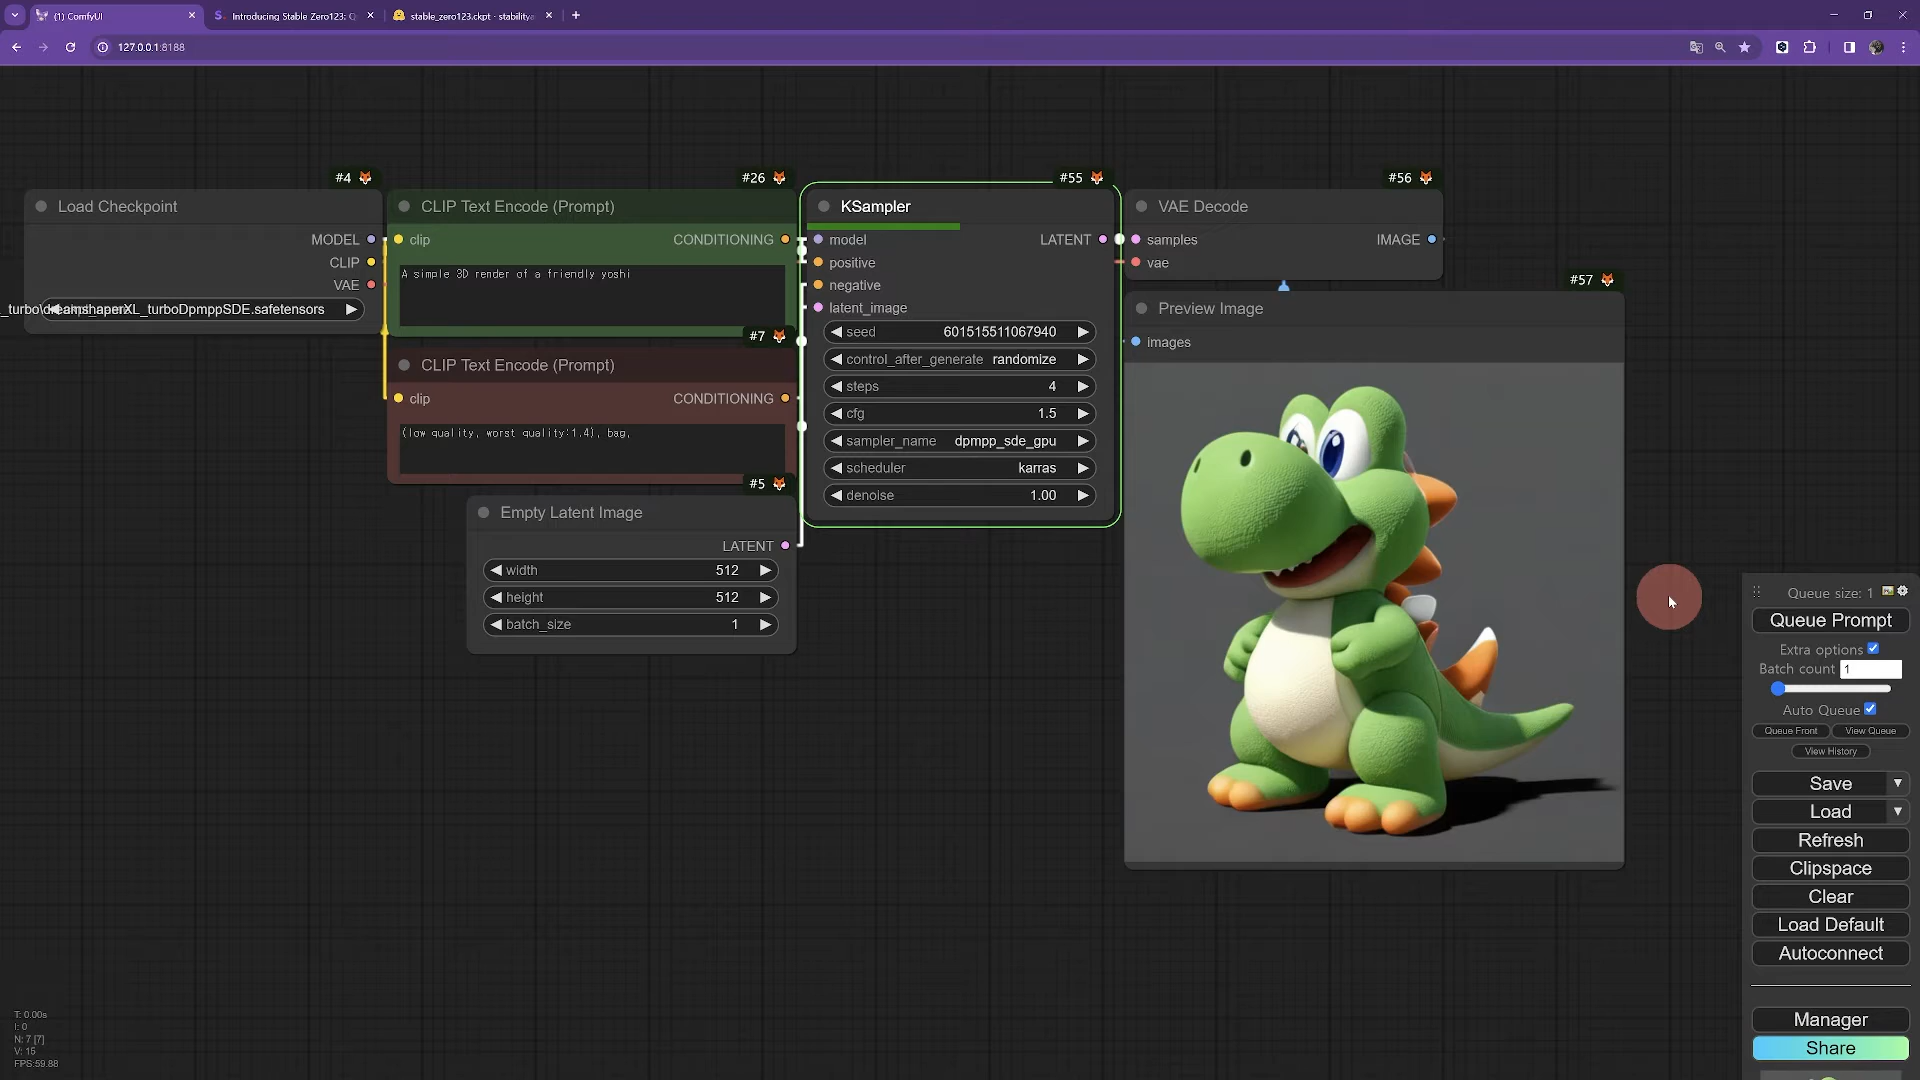 (1) ComfyUI
Introducing Stable Zero123: Q
stable_zero123.ckpt · stability
127.0.0.1:8188
#4
#26
#55
#56
Load Checkpoint
MODEL
CLIP
VAE
dreamshaperXL_turboDpmppSDE.safetensors
CLIP Text Encode (Prompt)
clip
CONDITIONING
A simple 3D render of a friendly yoshi
#7
CLIP Text Encode (Prompt)
clip
CONDITIONING
(low quality, worst quality:1.4), bag,
#5
Empty Latent Image
LATENT
width 512
height 512
batch_size 1
KSampler
model
LATENT
positive
negative
latent_image
seed 601515511067940
control_after_generate randomize
steps 4
cfg 1.5
sampler_name dpmpp_sde_gpu
scheduler karras
denoise 1.00
VAE Decode
samples
IMAGE
vae
#57
Preview Image
images
Queue size: 1
Queue Prompt
Extra options
Batch count 1
Auto Queue
Queue Front
View Queue
View History
Save
Load
Refresh
Clipspace
Clear
Load Default
Autoconnect
Manager
Share
T: 0.00s
I: 0
N: 7 [7]
V: 15
FPS:59.88